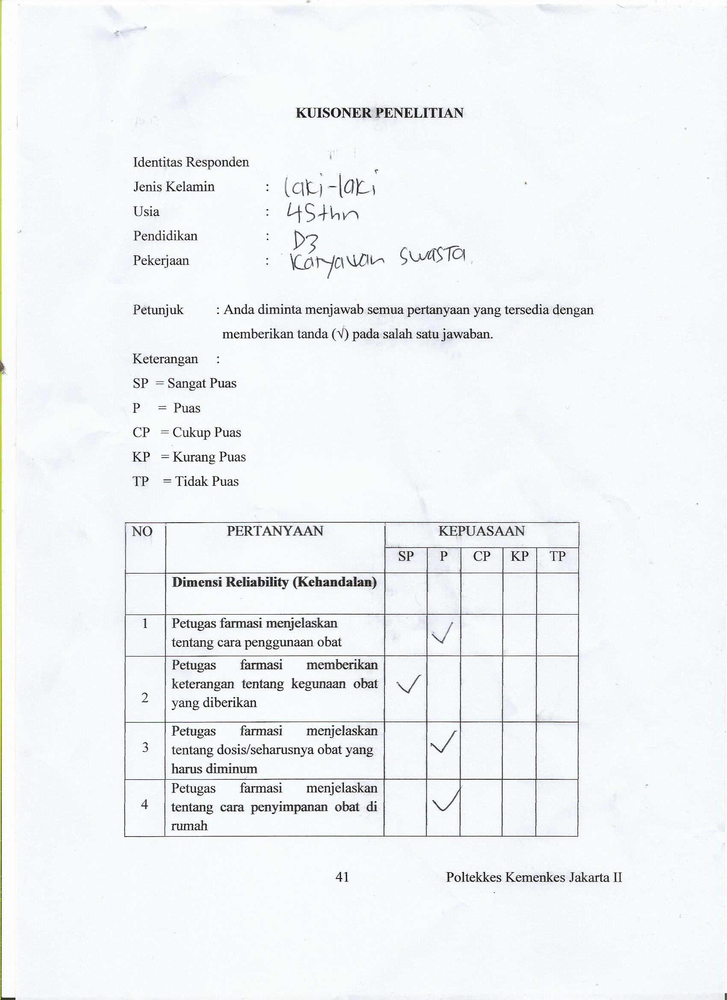 KUISONER PENELITIAN
Identitas Responden
Jenis Kelamin : laki-laki
Usia : 45thn
Pendidikan : D3
Pekerjaan : Karyawan swasta.
Petunjuk : Anda diminta menjawab semua pertanyaan yang tersedia dengan
memberikan tanda (√) pada salah satu jawaban.
Keterangan :
SP = Sangat Puas
P = Puas
CP = Cukup Puas
KP = Kurang Puas
TP = Tidak Puas
NO PERTANYAAN KEPUASAAN
SP P CP KP TP
Dimensi Reliability (Kehandalan)
1 Petugas farmasi menjelaskan
tentang cara penggunaan obat ✓
Petugas farmasi memberikan
keterangan tentang kegunaan obat ✓
2 yang diberikan
Petugas farmasi menjelaskan
3 tentang dosis/seharusnya obat yang ✓
harus diminum
Petugas farmasi menjelaskan
4 tentang cara penyimpanan obat di ✓
rumah
41 Poltekkes Kemenkes Jakarta II